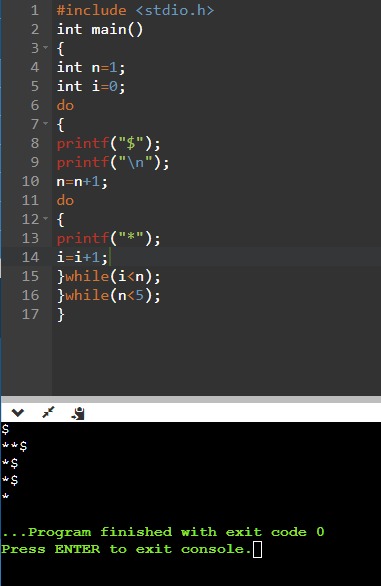 1 #include <stdio.h>
2 int main()
3 {
4 int n=1;
5 int i=0;
6 do
7 {
8 printf("$");
9 printf("\n");
10 n=n+1;
11 do
12 {
13 printf("*");
14 i=i+1;
15 }while(i<n);
16 }while(n<5);
17 }
$
**$
*$
*$
*
...Program finished with exit code 0
Press ENTER to exit console.